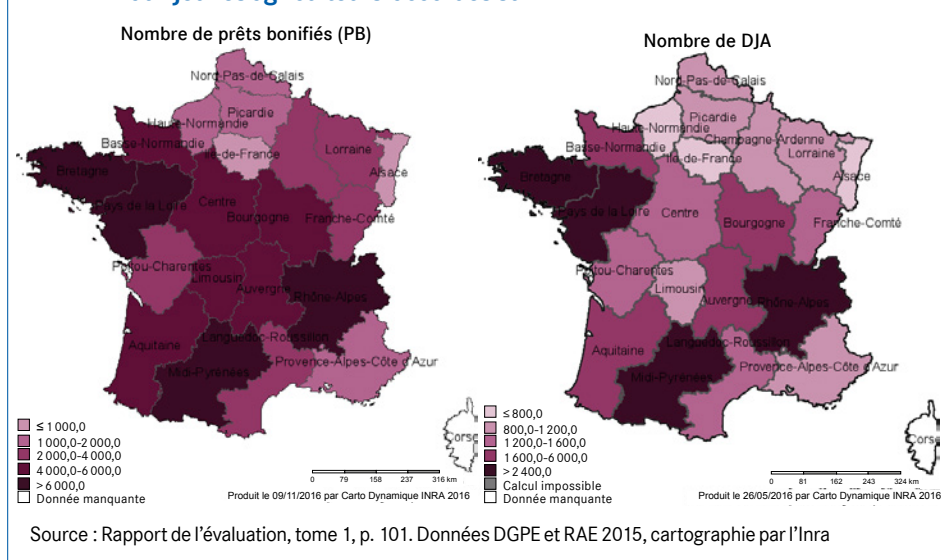 Nombre de prêts bonifiés (PB)
Nord-Pas-de-Calais
Picardie
Haute-Normandie
Basse-Normandie
Île-de-France
Lorraine
Alsace
Bretagne
Pays de la Loire
Centre
Bourgogne
Franche-Comté
Poitou-Charentes
Limousin
Auvergne
Rhône-Alpes
Aquitaine
Languedoc-Roussillon
Midi-Pyrénées
Provence-Alpes-Côte d'Azur
Corse
≤ 1 000,0
1 000,0-2 000,0
2 000,0-4 000,0
4 000,0-6 000,0
> 6 000,0
Donnée manquante
0 79 158 237 316 km
Produit le 09/11/2016 par Carto Dynamique INRA 2016
Nombre de DJA
Nord-Pas-de-Calais
Picardie
Haute-Normandie
Champagne-Ardenne
Basse-Normandie
Île-de-France
Lorraine
Alsace
Bretagne
Pays de la Loire
Centre
Bourgogne
Franche-Comté
Poitou-Charentes
Limousin
Auvergne
Rhône-Alpes
Languedoc-Roussillon
Aquitaine
Midi-Pyrénées
Provence-Alpes-Côte d'Azur
Corse
≤ 800,0
800,0-1 200,0
1 200,0-1 600,0
1 600,0-6 000,0
> 2 400,0
Calcul impossible
Donnée manquante
0 81 162 243 324 km
Produit le 26/05/2016 par Carto Dynamique INRA 2016
Source : Rapport de l'évaluation, tome 1, p. 101. Données DGPE et RAE 2015, cartographie par l'Inra